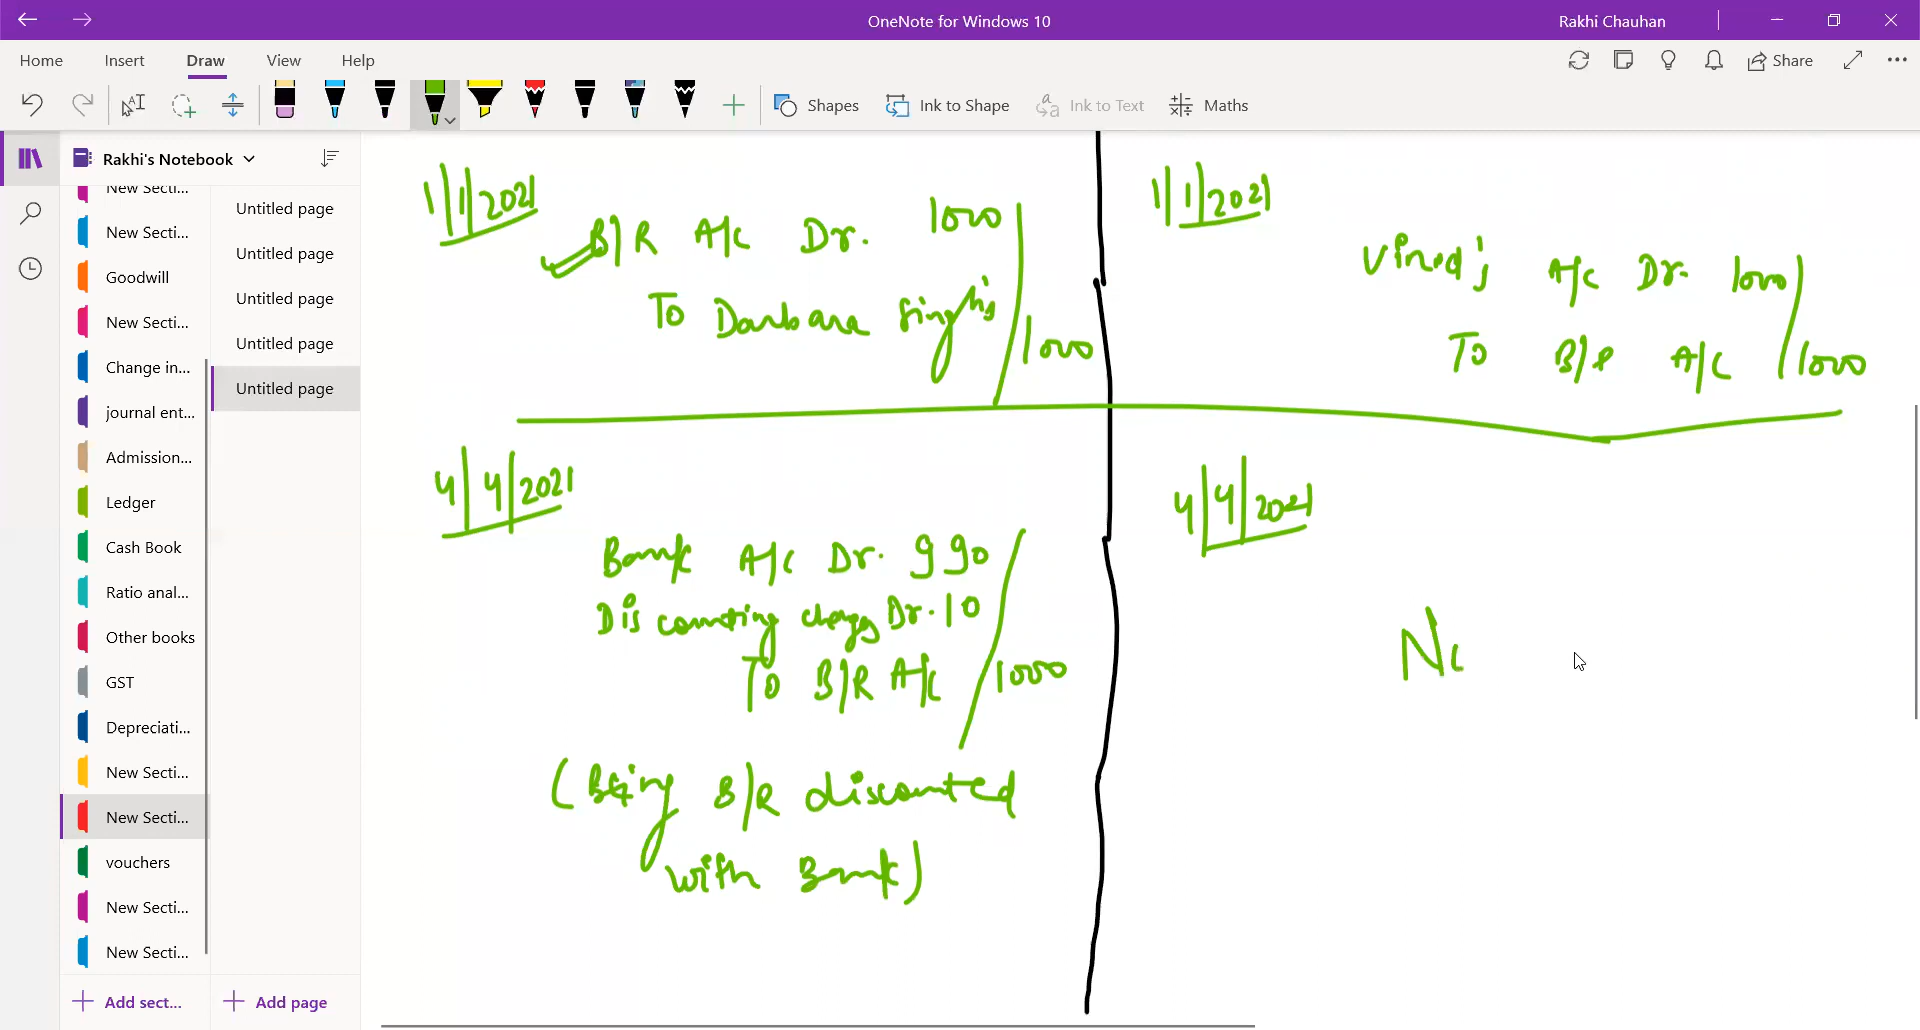 OneNote for Windows 10
Rakhi Chauhan
Home
Insert
Draw
View
Help
Share
Shapes
Ink to Shape
Ink to Text
Maths
Rakhi's Notebook
New Secti...
New Secti...
Goodwill
New Secti...
Change in...
journal ent...
Admission...
Ledger
Cash Book
Ratio anal...
Other books
GST
Depreciati...
New Secti...
New Secti...
vouchers
New Secti...
New Secti...
Add sect...
Untitled page
Untitled page
Untitled page
Untitled page
Untitled page
Add page
1/1/2021
B/R A/c Dr. 1000
To Darbara Singh's 1000
4/4/2021
Bank A/c Dr. 990
Discounting charges Dr. 10
To B/R A/c 1000
(Being B/R discounted
with Bank)
1/1/2021
Vinod's A/c Dr. 1000
To B/P A/c 1000
4/4/2021